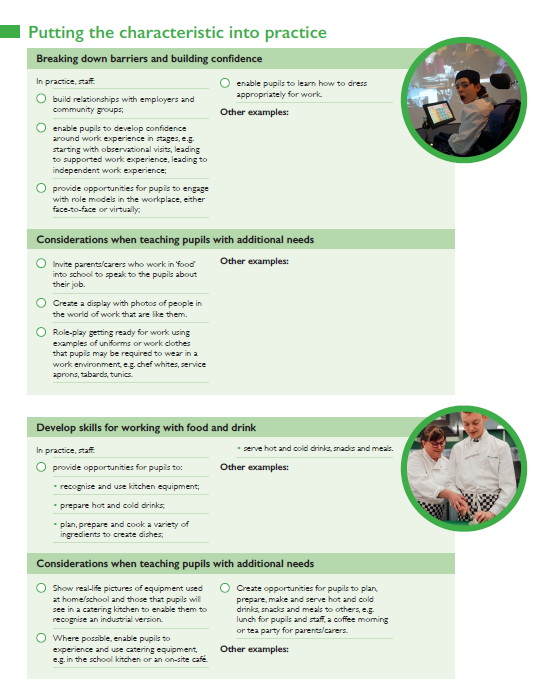 Putting the characteristic into practice
Breaking down barriers and building confidence
In practice, staff:
build relationships with employers and
community groups;
enable pupils to develop confidence
around work experience in stages, e.g.
starting with observational visits, leading
to supported work experience, leading to
independent work experience;
provide opportunities for pupils to engage
with role models in the workplace, either
face-to-face or virtually;
enable pupils to learn how to dress
appropriately for work.
Other examples:
Considerations when teaching pupils with additional needs
Invite parents/carers who work in ‘food’
into school to speak to the pupils about
their job.
Create a display with photos of people in
the world of work that are like them.
Role-play getting ready for work using
examples of uniforms or work clothes
that pupils may be required to wear in a
work environment, e.g. chef whites, service
aprons, tabards, tunics.
Other examples:
Develop skills for working with food and drink
In practice, staff:
provide opportunities for pupils to:
• recognise and use kitchen equipment;
• prepare hot and cold drinks;
• plan, prepare and cook a variety of
ingredients to create dishes;
• serve hot and cold drinks, snacks and meals.
Other examples:
Considerations when teaching pupils with additional needs
Show real-life pictures of equipment used
at home/school and those that pupils will
see in a catering kitchen to enable them to
recognise an industrial version.
Where possible, enable pupils to
experience and use catering equipment,
e.g. in the school kitchen or an on-site café.
Create opportunities for pupils to plan,
prepare, make and serve hot and cold
drinks, snacks and meals to others, e.g.
lunch for pupils and staff, a coffee morning
or tea party for parents/carers.
Other examples: